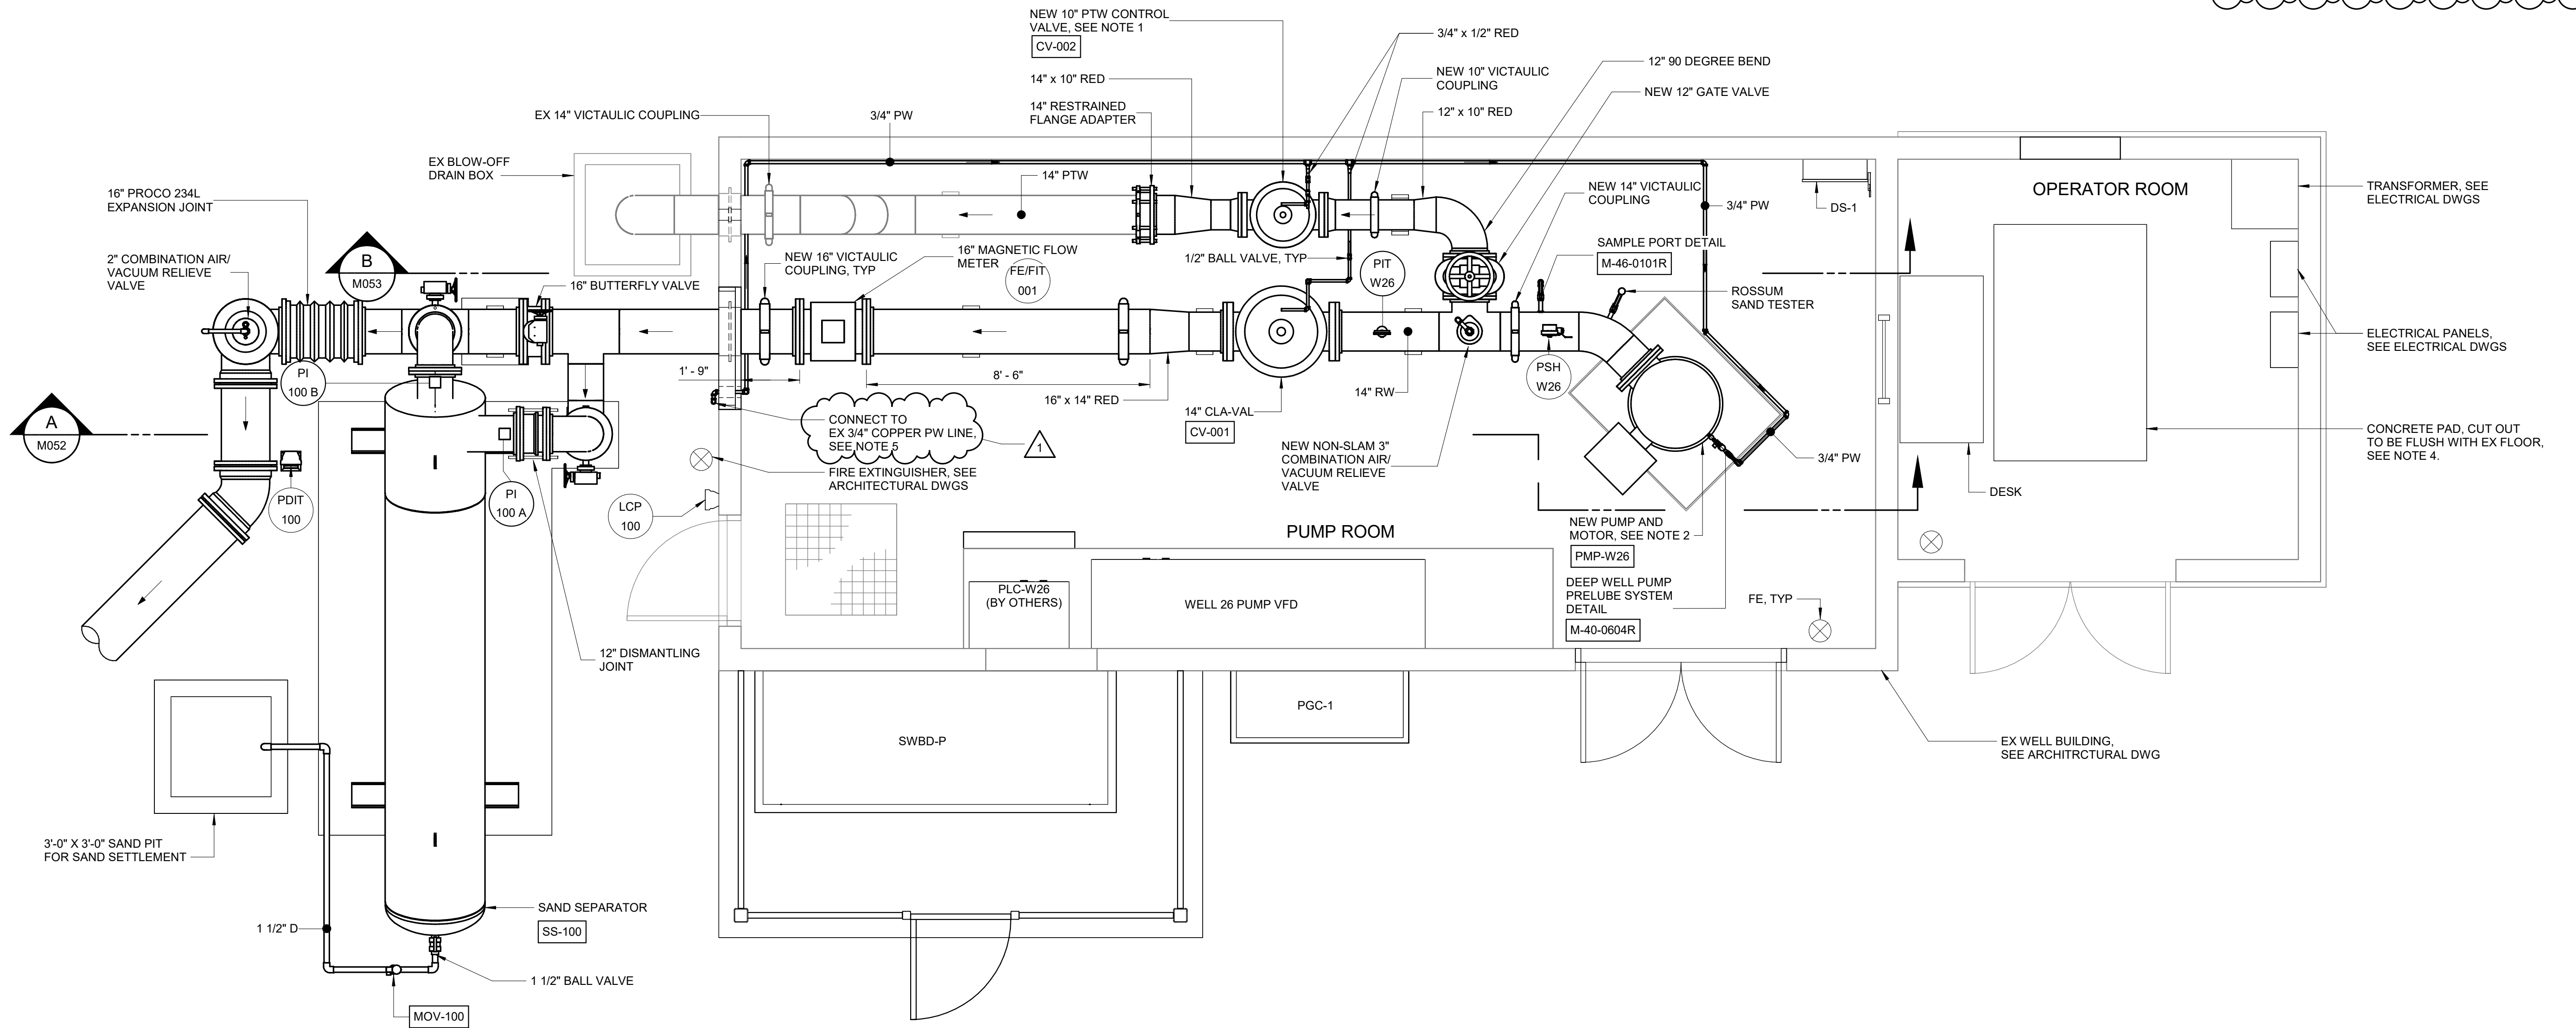 NEW 10" PTW CONTROL
VALVE, SEE NOTE 1
CV-002
3/4" x 1/2" RED
12" 90 DEGREE BEND
14" x 10" RED
NEW 10" VICTAULIC
COUPLING
NEW 12" GATE VALVE
EX 14" VICTAULIC COUPLING
3/4" PW
14" RESTRAINED
FLANGE ADAPTER
12" x 10" RED
EX BLOW-OFF
DRAIN BOX
16" PROCO 234L
EXPANSION JOINT
14" PTW
NEW 14" VICTAULIC
COUPLING
OPERATOR ROOM
TRANSFORMER, SEE
ELECTRICAL DWGS
3/4" PW
DS-1
2" COMBINATION AIR/
VACUUM RELIEVE
VALVE
B
M053
NEW 16" VICTAULIC
COUPLING, TYP
16" MAGNETIC FLOW
METER
FE/FIT
001
1/2" BALL VALVE, TYP
PIT
W26
SAMPLE PORT DETAIL
M-46-0101R
16" BUTTERFLY VALVE
ROSSUM
SAND TESTER
ELECTRICAL PANELS,
SEE ELECTRICAL DWGS
PI
100 B
1' - 9"
8' - 6"
PSH
W26
16" x 14" RED
14" RW
A
M052
CONNECT TO
EX 3/4" COPPER PW LINE,
SEE NOTE 5
1
14" CLA-VAL
CV-001
NEW NON-SLAM 3"
COMBINATION AIR/
VACUUM RELIEVE
VALVE
3/4" PW
CONCRETE PAD, CUT OUT
TO BE FLUSH WITH EX FLOOR,
SEE NOTE 4.
FIRE EXTINGUISHER, SEE
ARCHITECTURAL DWGS
PDIT
100
PI
100 A
LCP
100
DESK
PUMP ROOM
NEW PUMP AND
MOTOR, SEE NOTE 2
PMP-W26
PLC-W26
(BY OTHERS)
WELL 26 PUMP VFD
DEEP WELL PUMP
PRELUBE SYSTEM
DETAIL
M-40-0604R
FE, TYP
12" DISMANTLING
JOINT
PGC-1
SWBD-P
EX WELL BUILDING,
SEE ARCHITRCTURAL DWG
3'-0" X 3'-0" SAND PIT
FOR SAND SETTLEMENT
SAND SEPARATOR
SS-100
1 1/2" D
1 1/2" BALL VALVE
MOV-100